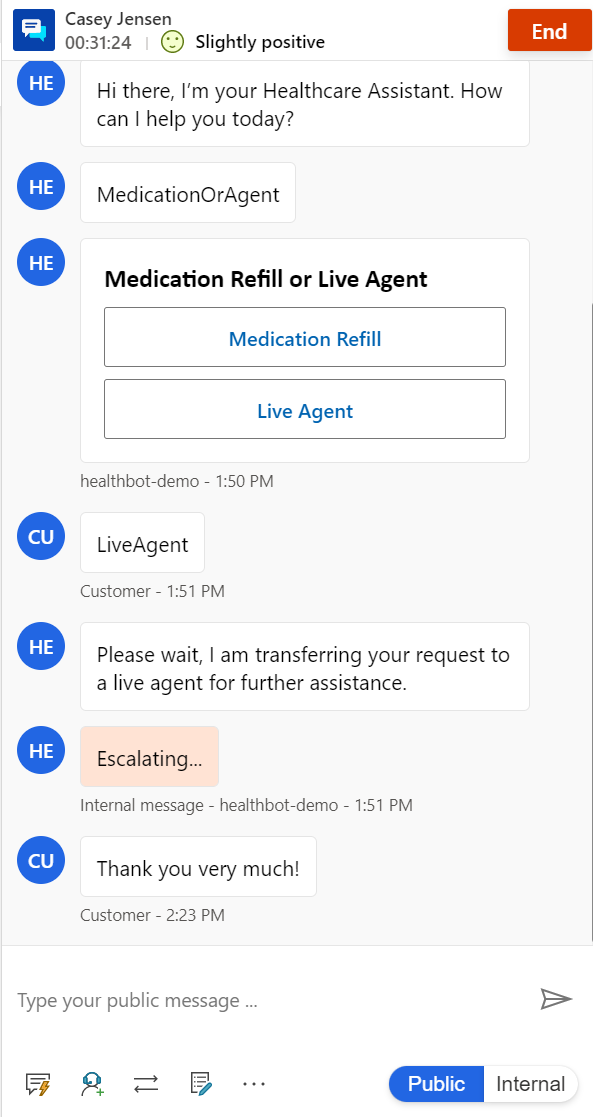 Casey Jensen
00:31:24 | Slightly positive
End
HE
Hi there, I'm your Healthcare Assistant. How
can I help you today?
HE
MedicationOrAgent
HE
Medication Refill or Live Agent
Medication Refill
Live Agent
healthbot-demo - 1:50 PM
CU
LiveAgent
Customer - 1:51 PM
HE
Please wait, I am transferring your request to
a live agent for further assistance.
HE
Escalating...
Internal message - healthbot-demo - 1:51 PM
CU
Thank you very much!
Customer - 2:23 PM
Type your public message ...
Public Internal